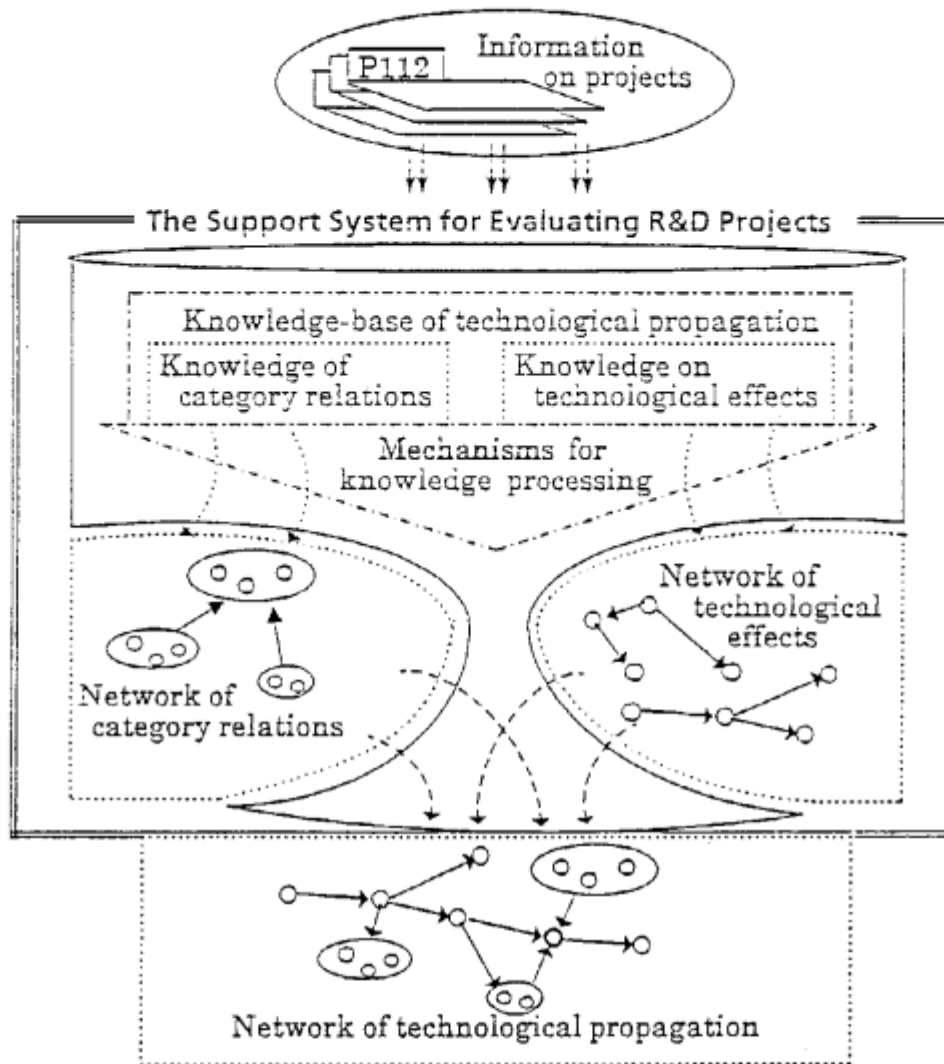 Information
on projects
P112
The Support System for Evaluating R&D Projects
Knowledge-base of technological propagation
Knowledge of
category relations
Knowledge on
technological effects
Mechanisms for
knowledge processing
Network of
technological
effects
Network of
category relations
Network of technological propagation